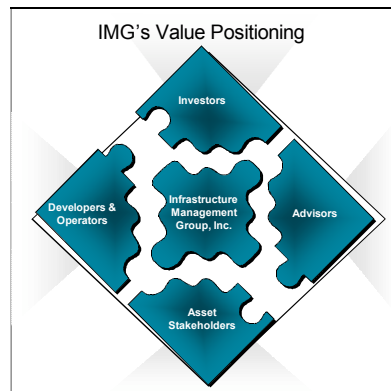 IMG’s Value Positioning
Investors
Developers &
Operators
Infrastructure
Management
Group, Inc.
Advisors
Asset
Stakeholders